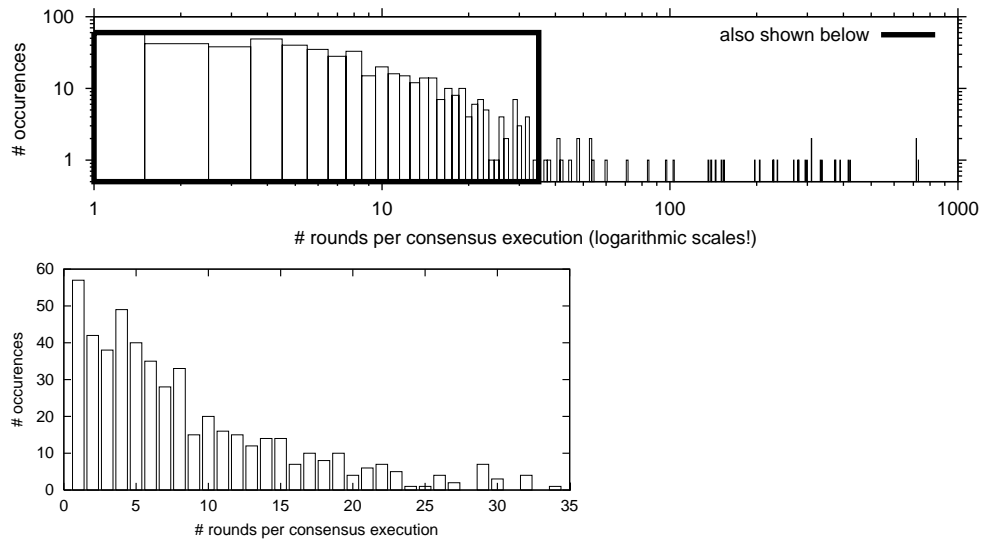 100
10
1
# occurences
also shown below
1 10 100 1000
# rounds per consensus execution (logarithmic scales!)
60
50
40
30
20
10
0
# occurences
0 5 10 15 20 25 30 35
# rounds per consensus execution